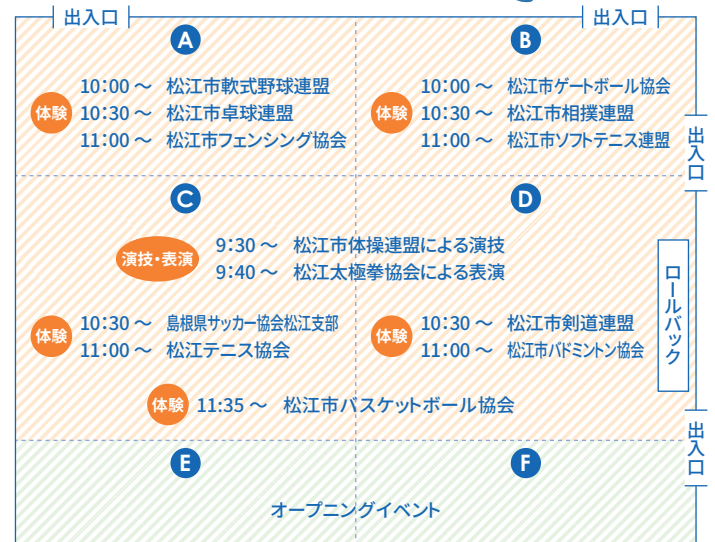 出入口
出入口
A
B
体験
10:00〜 松江市軟式野球連盟
10:30〜 松江市卓球連盟
11:00〜 松江市フェンシング協会
体験
10:00〜 松江市ゲートボール協会
10:30〜 松江市相撲連盟
11:00〜 松江市ソフトテニス連盟
出入口
C
D
演技・表演
9:30〜 松江市体操連盟による演技
9:40〜 松江太極拳協会による表演
ロールバック
体験
10:30〜 島根県サッカー協会松江支部
11:00〜 松江テニス協会
体験
10:30〜 松江市剣道連盟
11:00〜 松江市バドミントン協会
体験
11:35〜 松江市バスケットボール協会
出入口
E
F
オープニングイベント